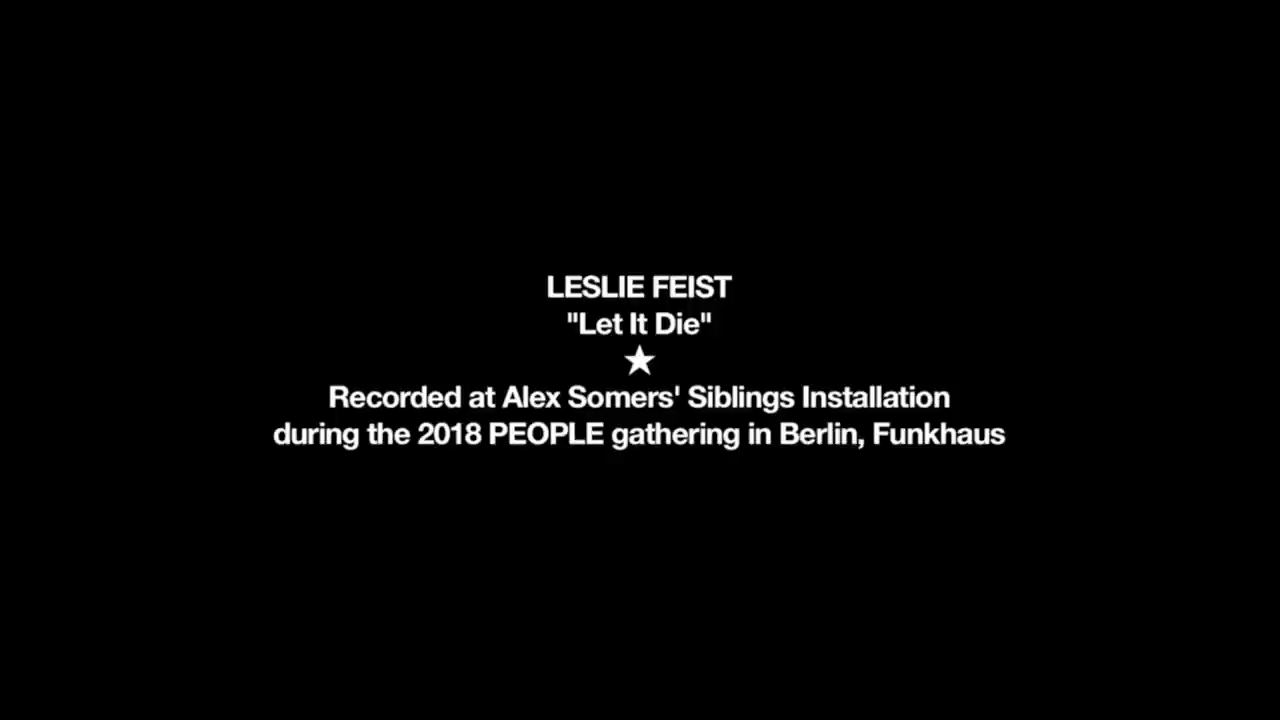 LESLIE FEIST
"Let It Die"
★
Recorded at Alex Somers' Siblings Installation
during the 2018 PEOPLE gathering in Berlin, Funkhaus